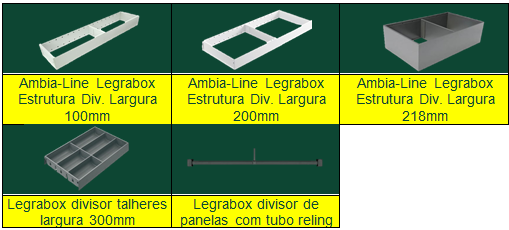 Ambia-Line Legrabox
Estrutura Div. Largura
100mm
Ambia-Line Legrabox
Estrutura Div. Largura
200mm
Ambia-Line Legrabox
Estrutura Div. Largura
218mm
Legrabox divisor talheres
largura 300mm
Legrabox divisor de
panelas com tubo reling